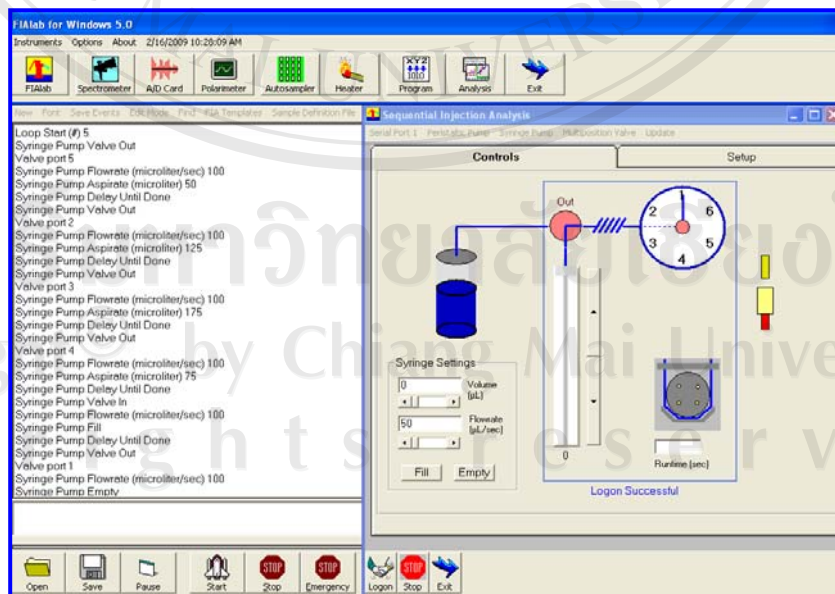 FIAlab for Windows 5.0
Instruments Options About 2/16/2009 10:28:09 AM
FIAlab Spectrometer A/D Card Polarimeter Autosampler Heater Program Analysis Exit
New Font Save Events Edit Mode Find FIA Templates Sample Definition File
Loop Start (#) 5
Syringe Pump Valve Out
Valve port 5
Syringe Pump Flowrate (microliter/sec) 100
Syringe Pump Aspirate (microliter) 50
Syringe Pump Delay Until Done
Syringe Pump Valve Out
Valve port 2
Syringe Pump Flowrate (microliter/sec) 100
Syringe Pump Aspirate (microliter) 125
Syringe Pump Delay Until Done
Syringe Pump Valve Out
Valve port 3
Syringe Pump Flowrate (microliter/sec) 100
Syringe Pump Aspirate (microliter) 175
Syringe Pump Delay Until Done
Syringe Pump Valve Out
Valve port 4
Syringe Pump Flowrate (microliter/sec) 100
Syringe Pump Aspirate (microliter) 75
Syringe Pump Delay Until Done
Syringe Pump Valve In
Syringe Pump Flowrate (microliter/sec) 100
Syringe Pump Fill
Syringe Pump Delay Until Done
Syringe Pump Valve Out
Valve port 1
Syringe Pump Flowrate (microliter/sec) 100
Syringe Pump Empty
Open Save Pause Start Stop Emergency
Sequential Injection Analysis
Serial Port 1 Peristaltic Pump Syringe Pump Multiposition Valve Update
Controls Setup
Out
1
2 6
3 5
4
Syringe Settings
0 Volume (µL)
50 Flowrate (µL/sec)
Fill Empty
0
Runtime (sec)
Logon Successful
Logon Stop Exit
by Chiang Mai Unive
ghts reserv